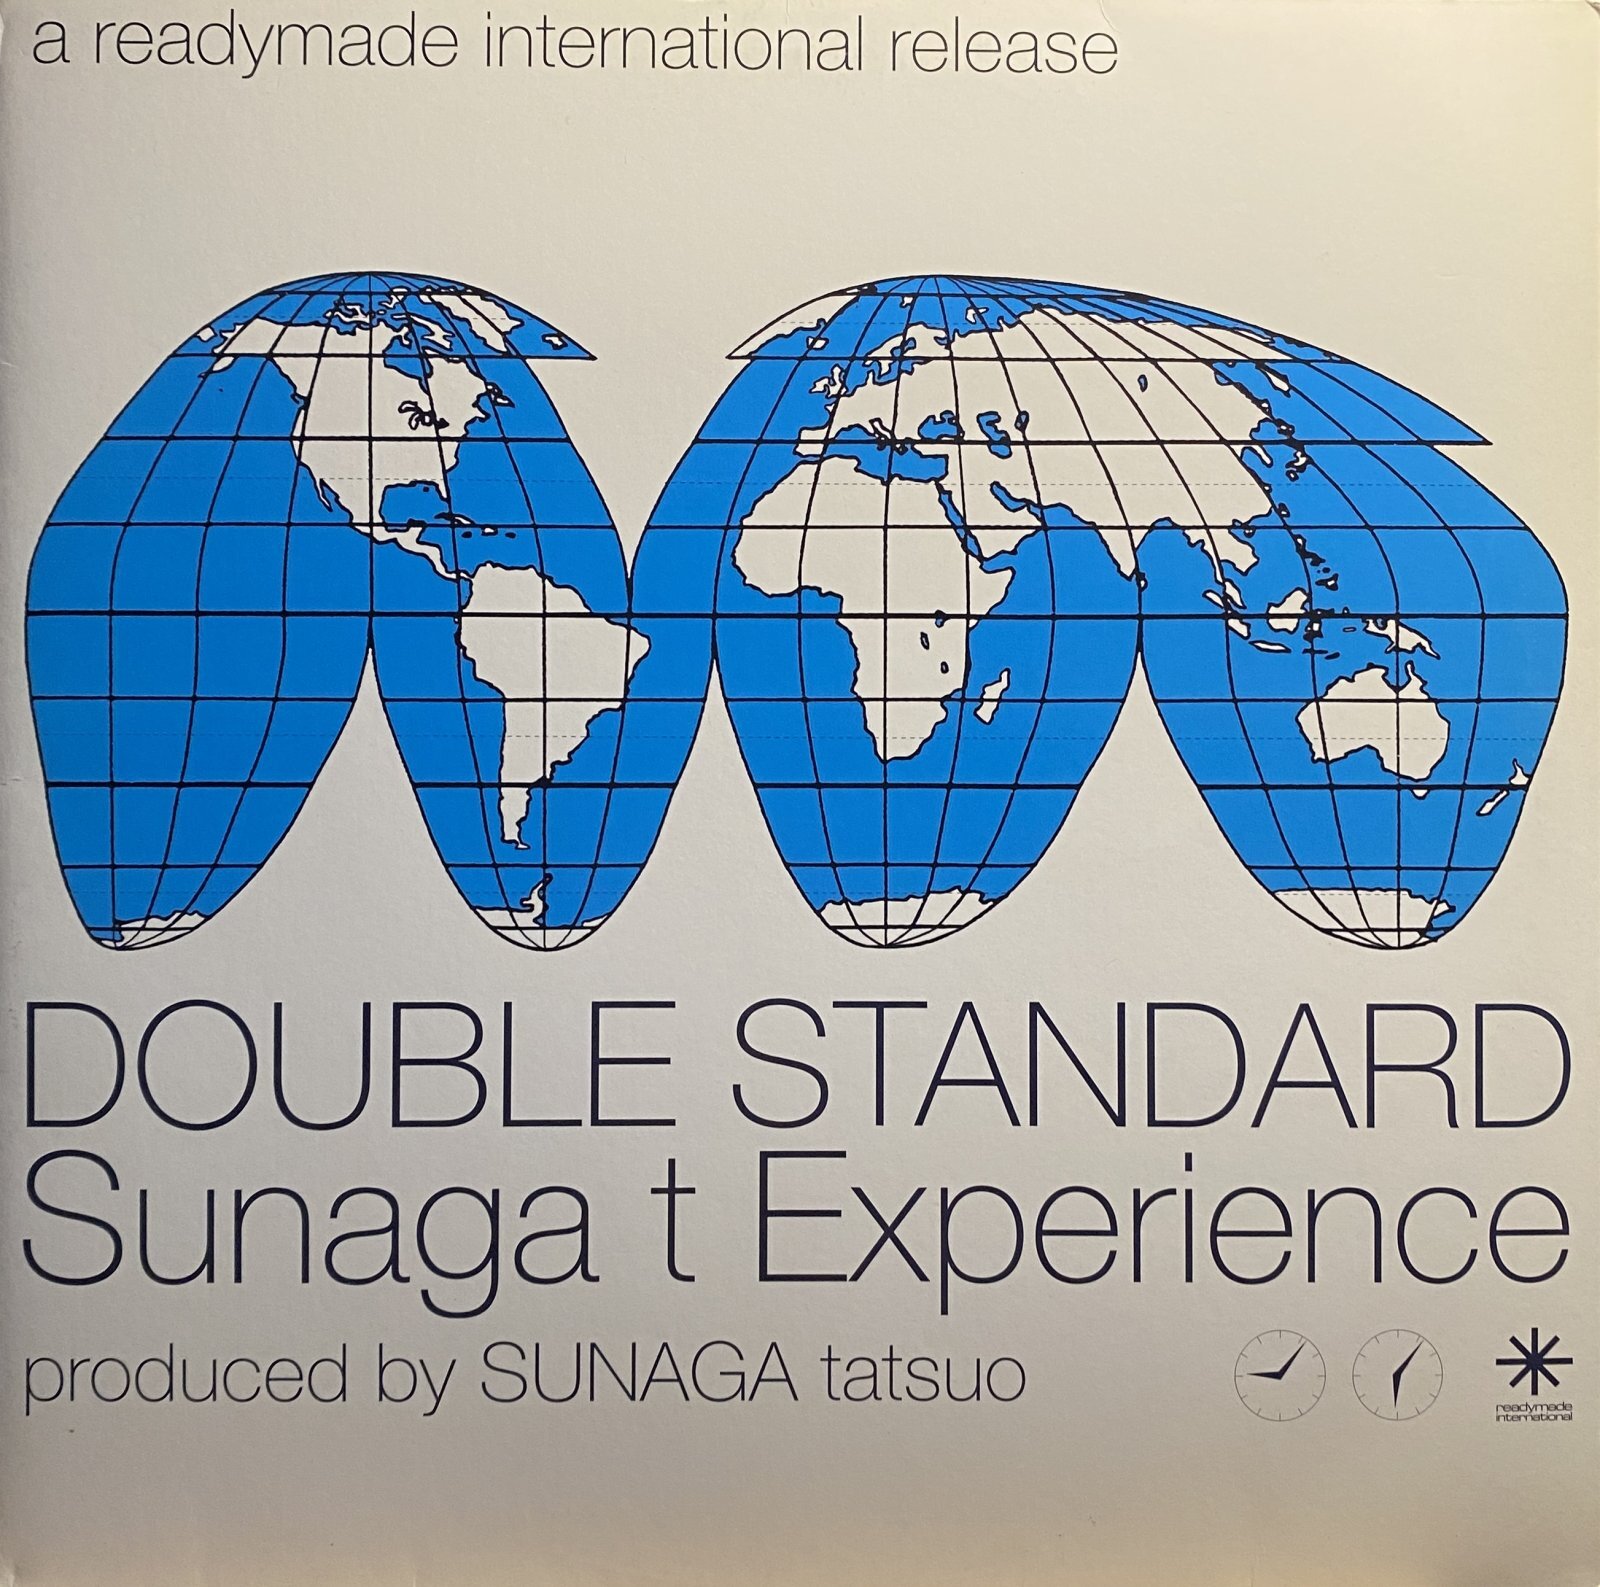 a readymade international release
DOUBLE STANDARD
Sunaga t Experience
produced by SUNAGA tatsuo
readymade
international